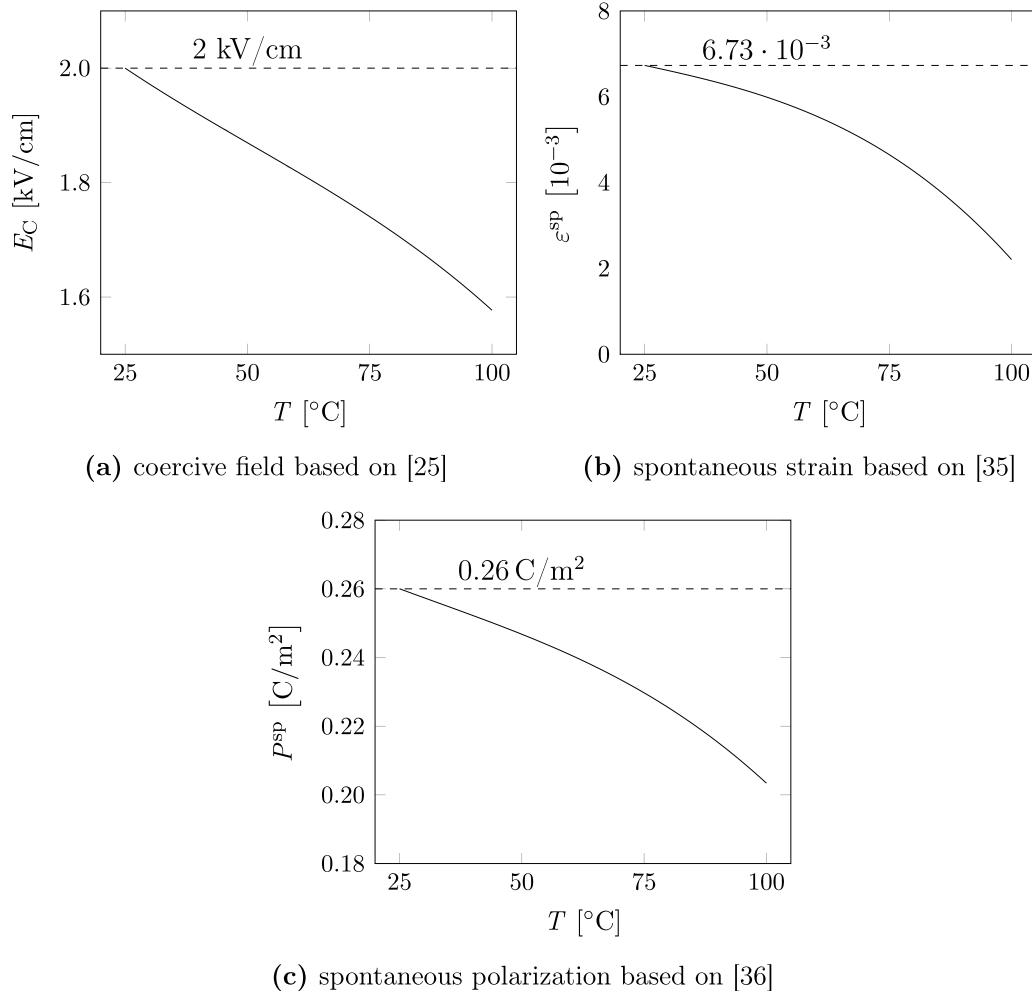 2 kV/cm
2.0
1.8
1.6
E_C [kV/cm]
25 50 75 100
T [°C]
(a) coercive field based on [25]
6.73 · 10⁻³
8
6
4
2
0
ε^sp [10⁻³]
25 50 75 100
T [°C]
(b) spontaneous strain based on [35]
0.26 C/m²
0.28
0.26
0.24
0.22
0.20
0.18
P^sp [C/m²]
25 50 75 100
T [°C]
(c) spontaneous polarization based on [36]